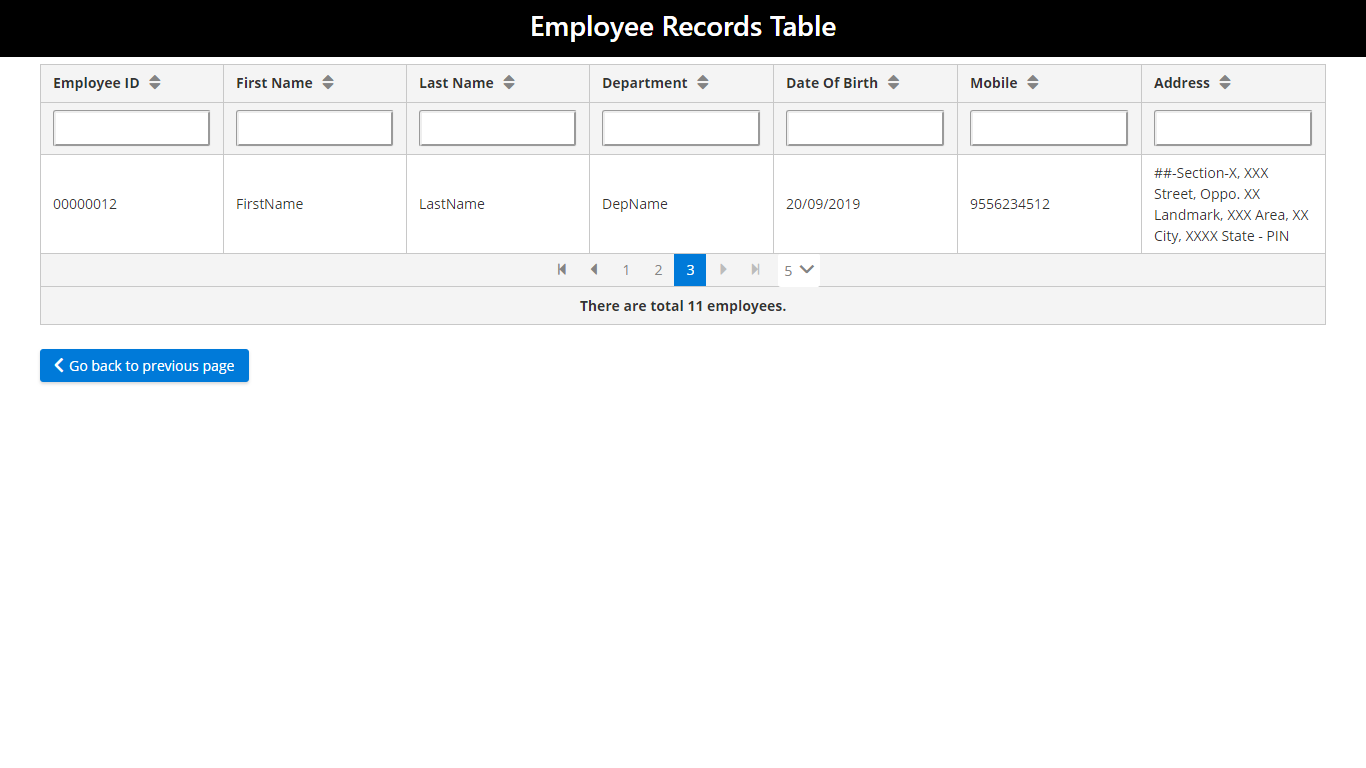 Employee Records Table
Employee ID First Name Last Name Department Date Of Birth Mobile Address
00000012 FirstName LastName DepName 20/09/2019 9556234512 ##-Section-X, XXX
Street, Oppo. XX
Landmark, XXX Area, XX
City, XXXX State - PIN
1 2 3 5
There are total 11 employees.
Go back to previous page